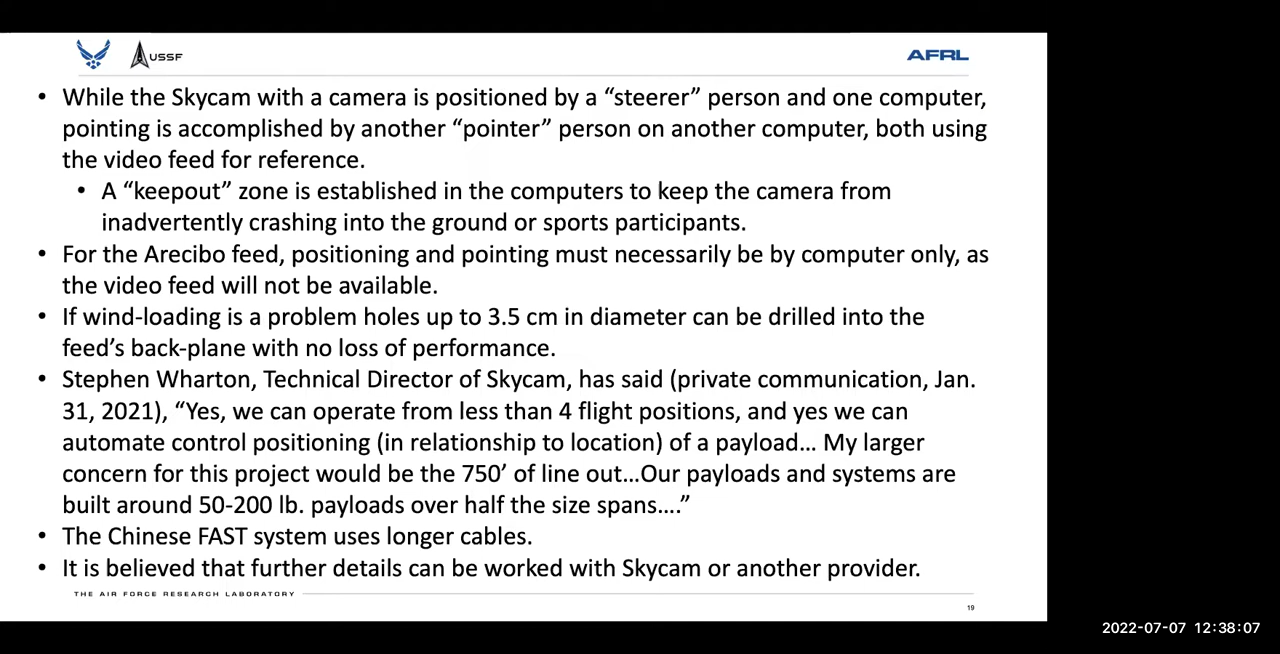 USSF
AFRL
• While the Skycam with a camera is positioned by a “steerer” person and one computer,
pointing is accomplished by another “pointer” person on another computer, both using
the video feed for reference.
• A “keepout” zone is established in the computers to keep the camera from
inadvertently crashing into the ground or sports participants.
• For the Arecibo feed, positioning and pointing must necessarily be by computer only, as
the video feed will not be available.
• If wind-loading is a problem holes up to 3.5 cm in diameter can be drilled into the
feed’s back-plane with no loss of performance.
• Stephen Wharton, Technical Director of Skycam, has said (private communication, Jan.
31, 2021), “Yes, we can operate from less than 4 flight positions, and yes we can
automate control positioning (in relationship to location) of a payload… My larger
concern for this project would be the 750’ of line out…Our payloads and systems are
built around 50-200 lb. payloads over half the size spans….”
• The Chinese FAST system uses longer cables.
• It is believed that further details can be worked with Skycam or another provider.
THE AIR FORCE RESEARCH LABORATORY
19
2022-07-07 12:38:07